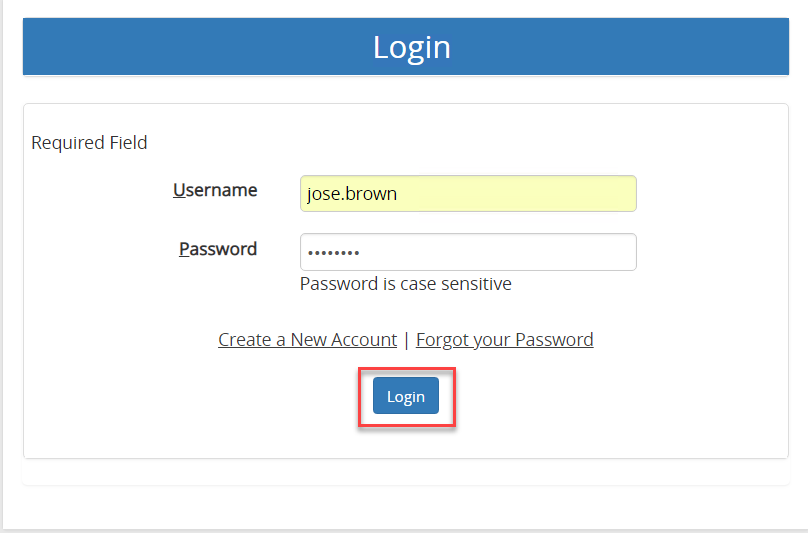 Login
Required Field
Username
jose.brown
Password
••••••••
Password is case sensitive
Create a New Account | Forgot your Password
Login